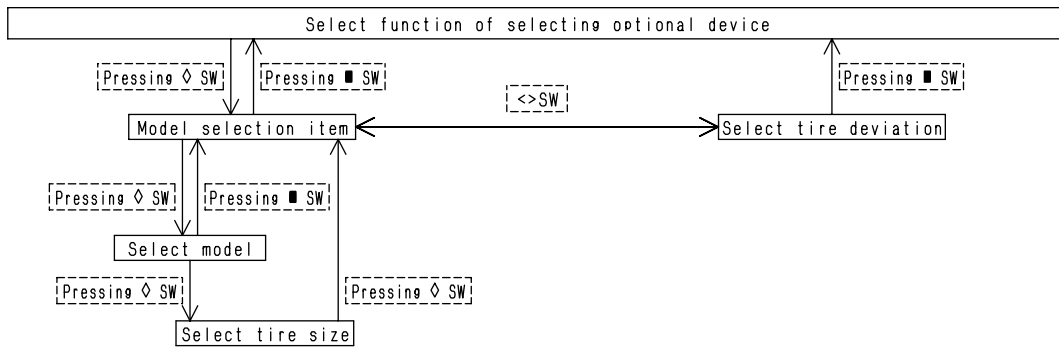 Select function of selecting optional device
Pressing ◇ SW
Pressing ■ SW
Pressing ■ SW
<>SW
Model selection item
Select tire deviation
Pressing ◇ SW
Pressing ■ SW
Select model
Pressing ◇ SW
Pressing ◇ SW
Select tire size